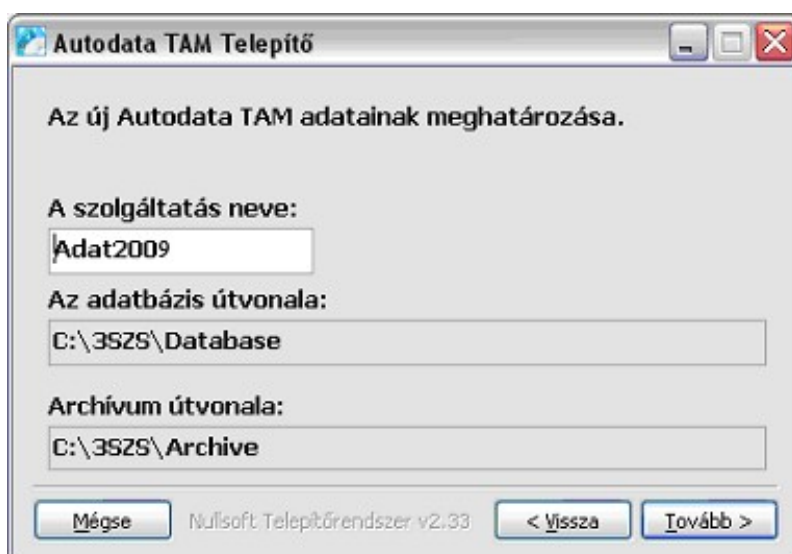 Autodata TAM Telepítő
Az új Autodata TAM adatainak meghatározása.
A szolgáltatás neve:
Adat2009
Az adatbázis útvonala:
C:\3SZS\Database
Archívum útvonala:
C:\3SZS\Archive
Mégse Nullsoft Telepítőrendszer v2.33 < Vissza Tovább >